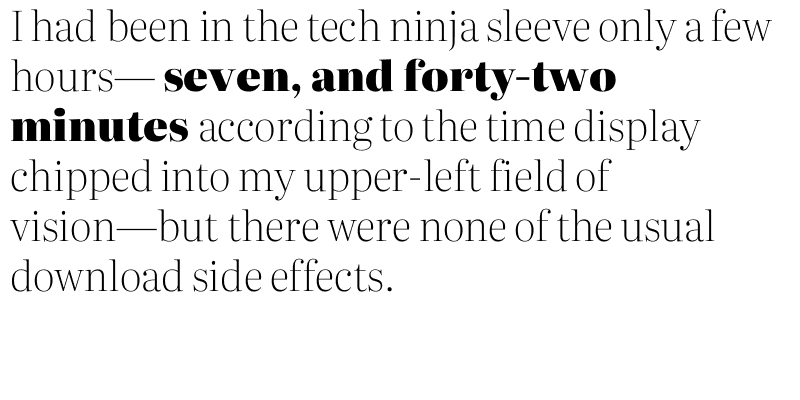 I had been in the tech ninja sleeve only a few
hours— seven, and forty-two
minutes according to the time display
chipped into my upper-left field of
vision—but there were none of the usual
download side effects.